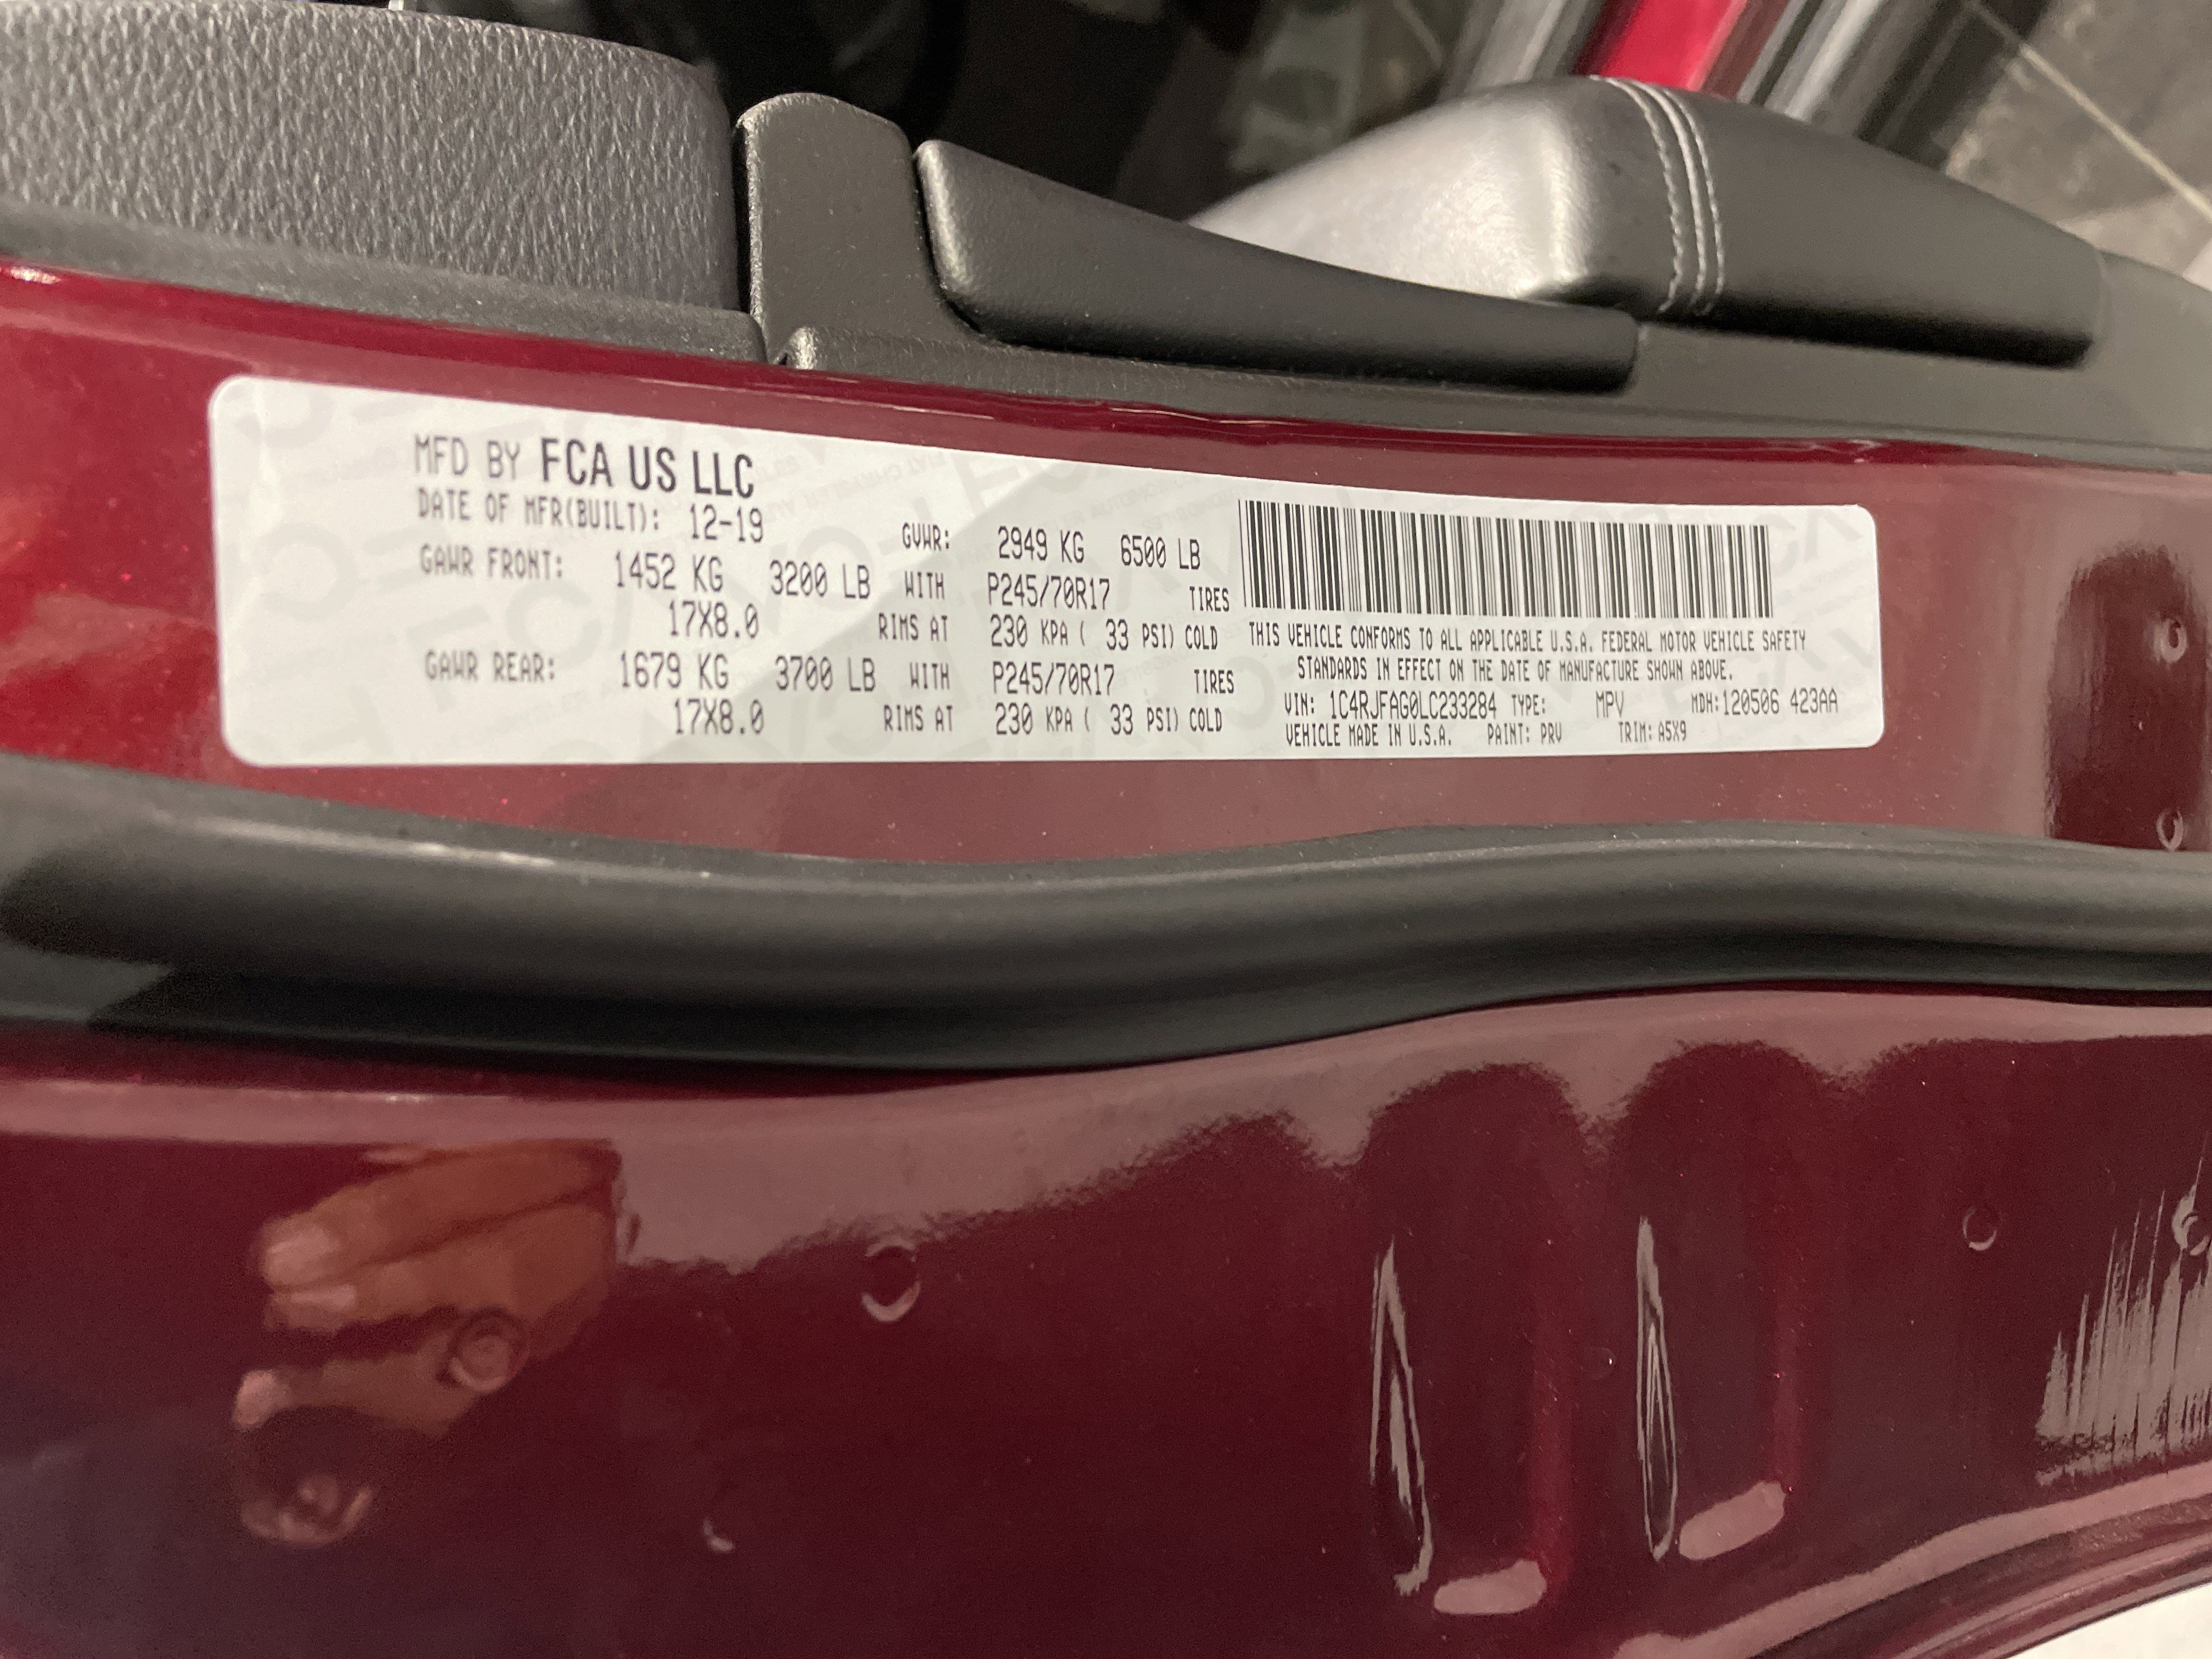 MFD BY FCA US LLC
DATE OF MFR(BUILT): 12-19 GVWR: 2949 KG 6500 LB
GAWR FRONT: 1452 KG 3200 LB WITH P245/70R17 TIRES
17X8.0 RIMS AT 230 KPA ( 33 PSI) COLD
GAWR REAR: 1679 KG 3700 LB WITH P245/70R17 TIRES
17X8.0 RIMS AT 230 KPA ( 33 PSI) COLD
THIS VEHICLE CONFORMS TO ALL APPLICABLE U.S.A. FEDERAL MOTOR VEHICLE SAFETY
STANDARDS IN EFFECT ON THE DATE OF MANUFACTURE SHOWN ABOVE.
VIN: 1C4RJFAG0LC233284 TYPE: MPV MDH:120506 423AA
VEHICLE MADE IN U.S.A. PAINT: PRV TRIM: A5X9